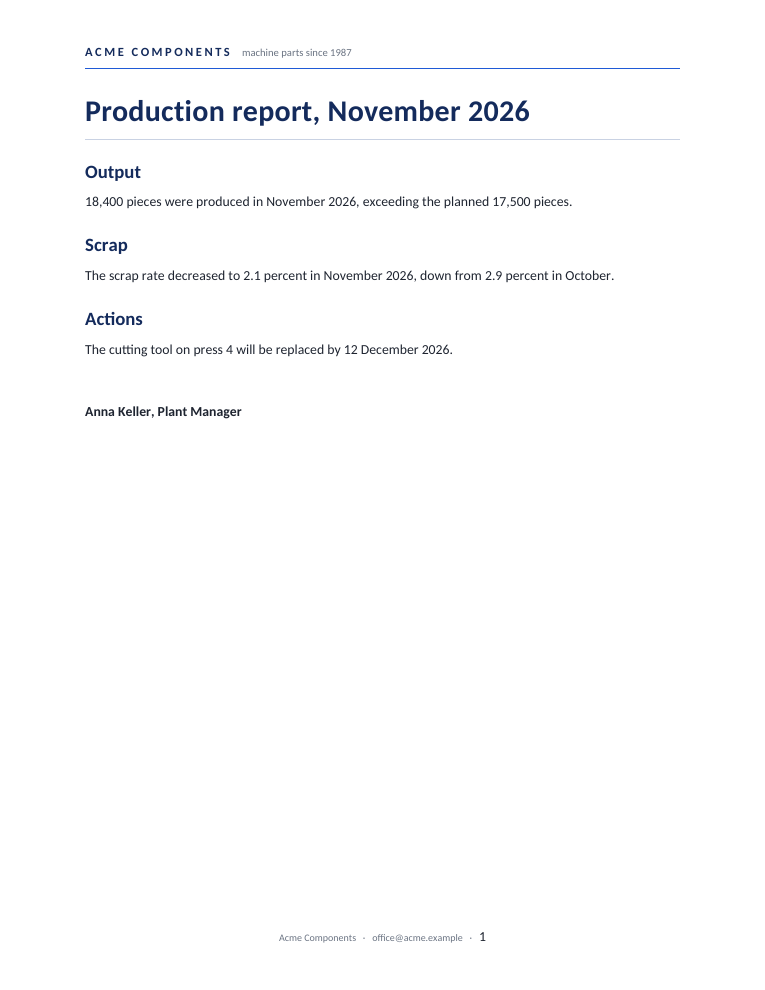 ACME COMPONENTS machine parts since 1987
Production report, November 2026
Output
18,400 pieces were produced in November 2026, exceeding the planned 17,500 pieces.
Scrap
The scrap rate decreased to 2.1 percent in November 2026, down from 2.9 percent in October.
Actions
The cutting tool on press 4 will be replaced by 12 December 2026.
Anna Keller, Plant Manager
Acme Components · office@acme.example · 1